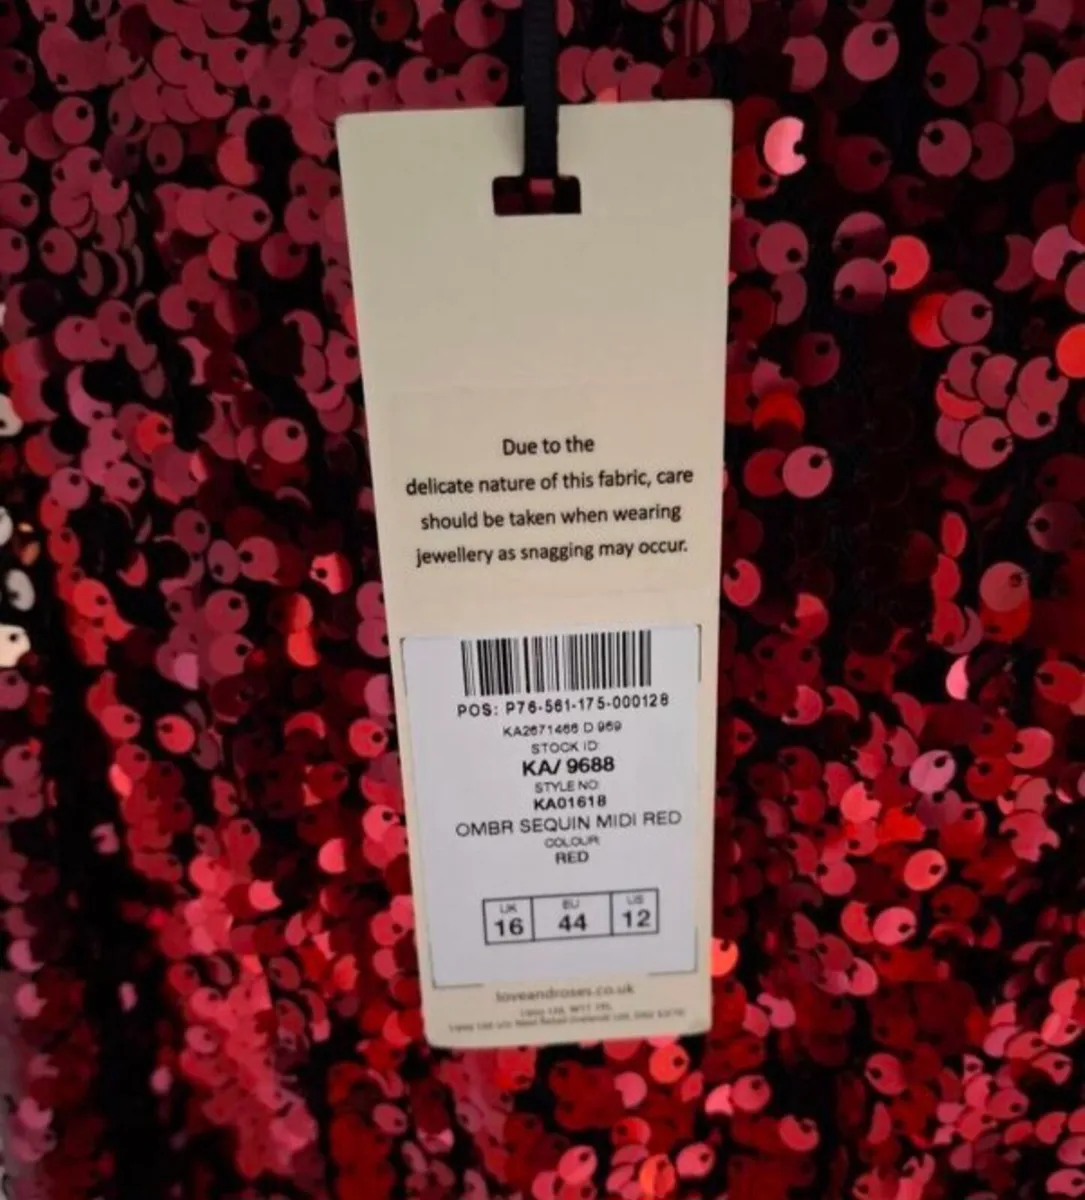 Due to the
delicate nature of this fabric, care
should be taken when wearing
jewellery as snagging may occur.
POS: P76-561-175-000128
KA2671466 D 969
STOCK ID
KA/ 9688
STYLE NO
KA01618
OMBR SEQUIN MIDI RED
COLOUR
RED
UK EU US
16 44 12
loveandroses.co.uk